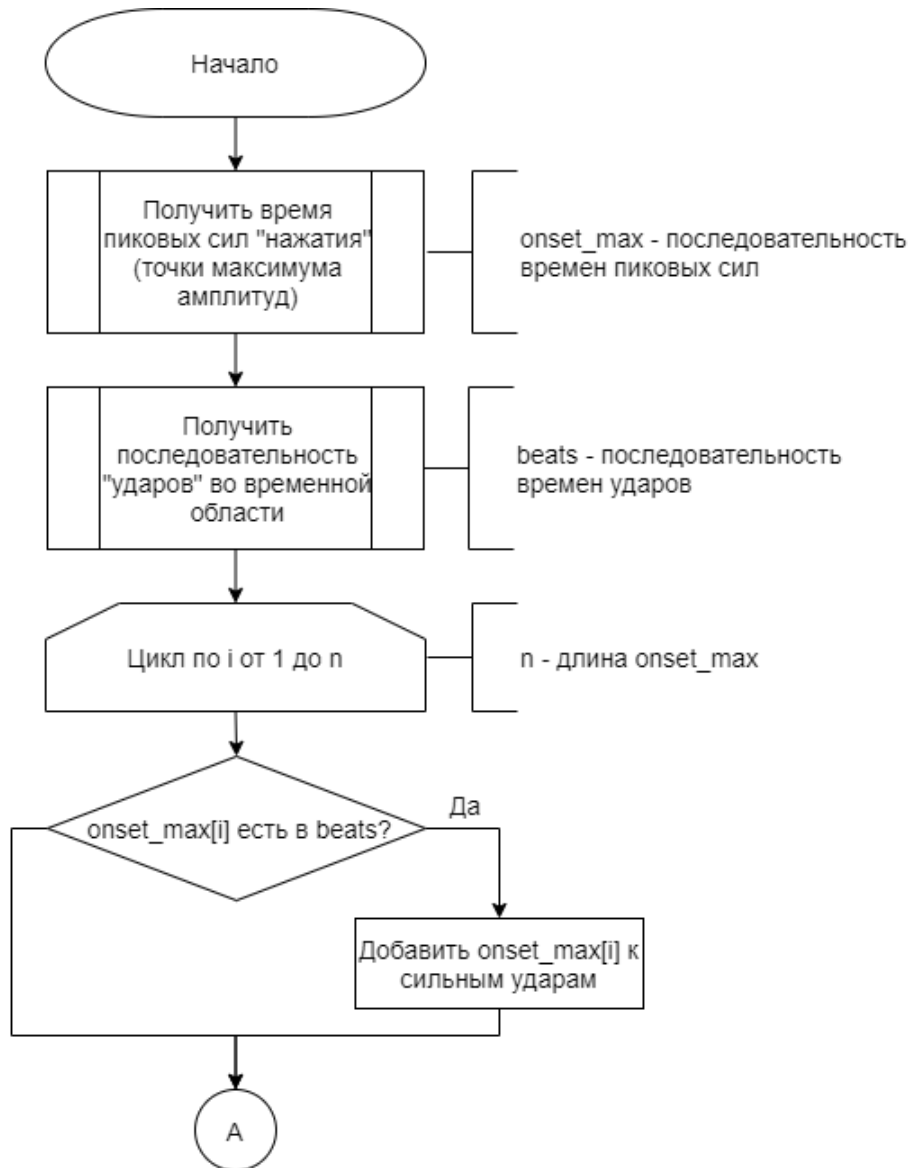 Начало
Получить время
пиковых сил "нажатия"
(точки максимума
амплитуд)
onset_max - последовательность
времен пиковых сил
Получить
последовательность
"ударов" во временной
области
beats - последовательность
времен ударов
Цикл по i от 1 до n
n - длина onset_max
onset_max[i] есть в beats?
Да
Добавить onset_max[i] к
сильным ударам
А